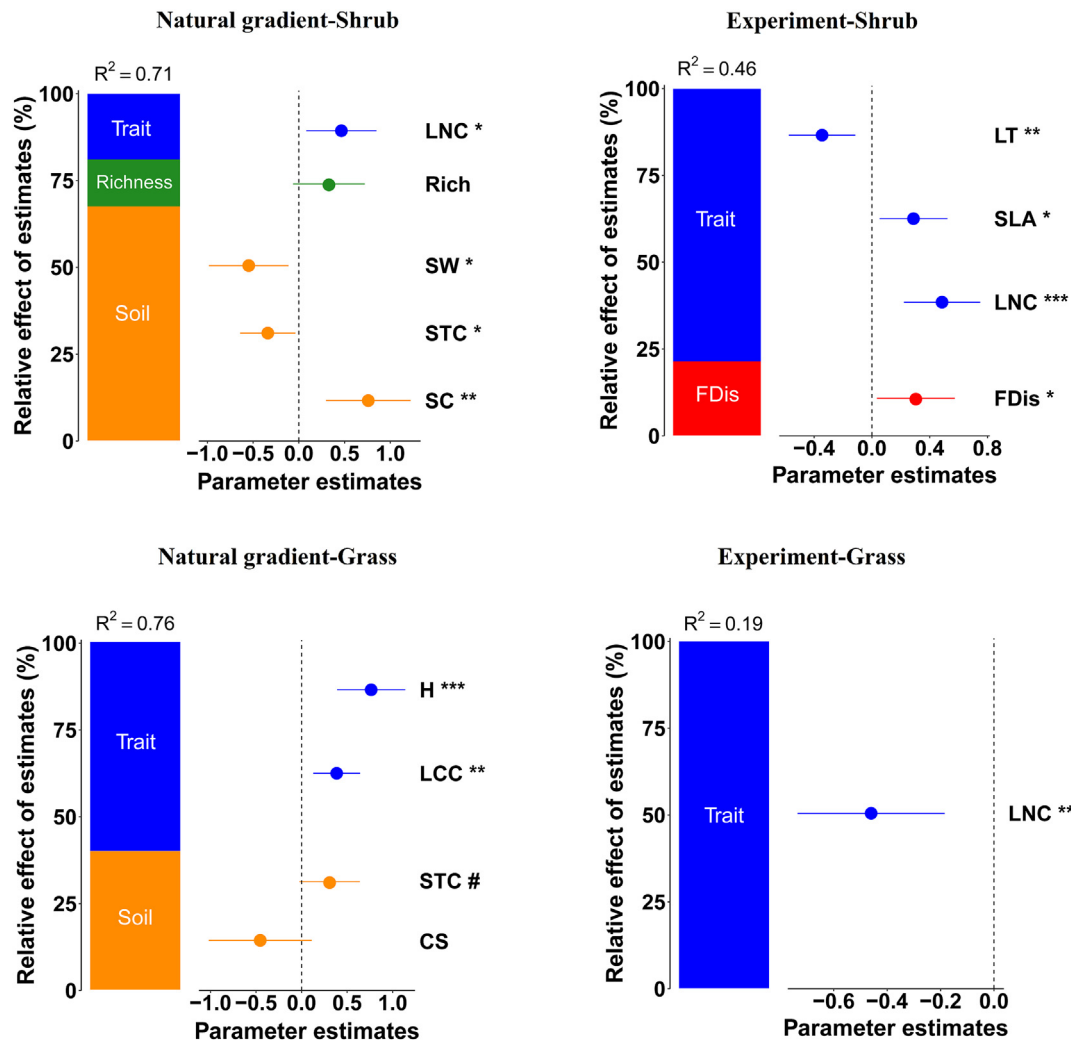 Natural gradient-Shrub
R² = 0.71
Relative effect of estimates (%)
100
75
50
25
0
Trait
Richness
Soil
LNC *
Rich
SW *
STC *
SC **
−1.0 −0.5 0.0 0.5 1.0
Parameter estimates
Experiment-Shrub
R² = 0.46
Relative effect of estimates (%)
100
75
50
25
0
Trait
FDis
LT **
SLA *
LNC ***
FDis *
−0.4 0.0 0.4 0.8
Parameter estimates
Natural gradient-Grass
R² = 0.76
Relative effect of estimates (%)
100
75
50
25
0
Trait
Soil
H ***
LCC **
STC #
CS
−1.0 −0.5 0.0 0.5 1.0
Parameter estimates
Experiment-Grass
R² = 0.19
Relative effect of estimates (%)
100
75
50
25
0
Trait
LNC **
−0.6 −0.4 −0.2 0.0
Parameter estimates